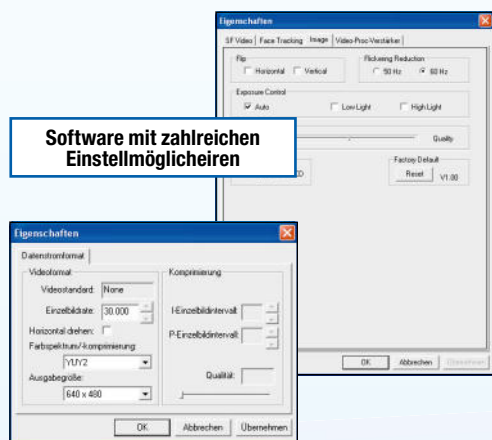 Eigenschaften
SF Video Face Tracking Image Video-Proc-Verstärker
Flip
Horizontal Vertical
Flickering Reduction
50 Hz 60 Hz
Exposure Control
Auto Low Light High Light
Quality
Factory Default
Reset V1.00
OK Abbrechen Übernehmen
Software mit zahlreichen
Einstellmöglicheiren
Eigenschaften
Datenstromformat
Videoformat
Videostandard: None
Einzelbildrate: 30.000
Horizontal drehen:
Farbspektrum/-komprimierung:
YUY2
Ausgabegröße:
640 x 480
Komprimierung
I-Einzelbildintervall:
P-Einzelbildintervall:
Qualität:
OK Abbrechen Übernehmen